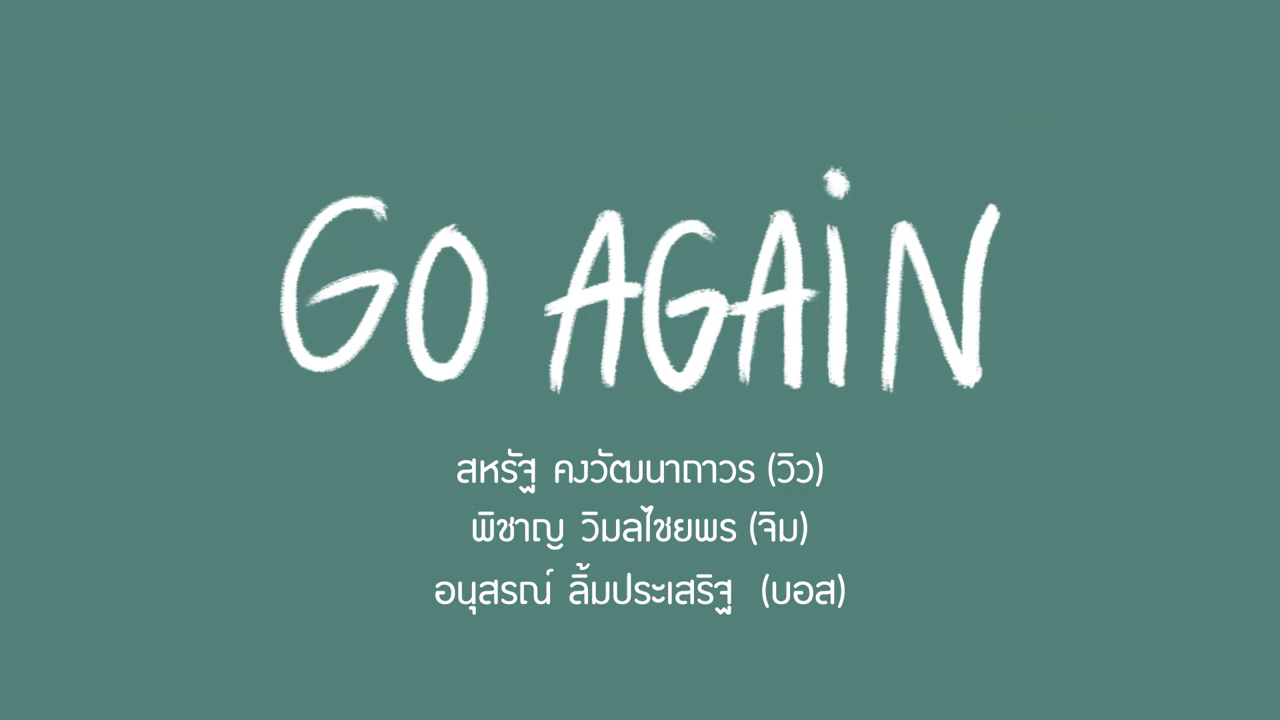 GO AGAiN
สหรัฐ คงวัฒนาถาวร (วิว)
พิชาญ วิมลไชยพร (จิม)
อนุสรณ์ ลิ้มประเสริฐ (บอส)